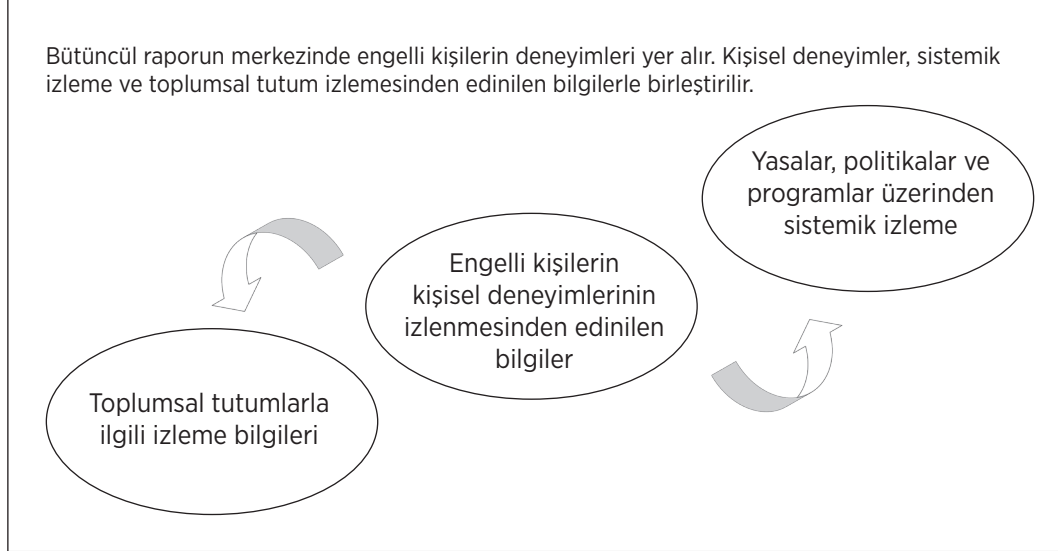 Bütüncül raporun merkezinde engelli kişilerin deneyimleri yer alır. Kişisel deneyimler, sistemik
izleme ve toplumsal tutum izlemesinden edinilen bilgilerle birleştirilir.
Yasalar, politikalar ve
programlar üzerinden
sistemik izleme
Engelli kişilerin
kişisel deneyimlerinin
izlenmesinden edinilen
bilgiler
Toplumsal tutumlarla
ilgili izleme bilgileri